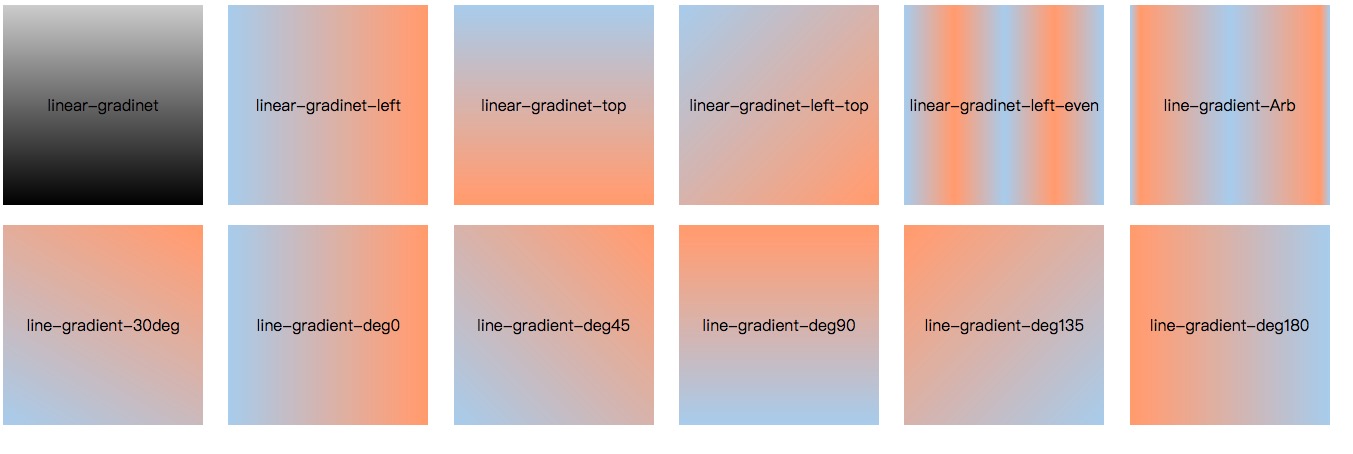 linear-gradinet
linear-gradinet-left
linear-gradinet-top
linear-gradinet-left-top
linear-gradinet-left-even
line-gradient-Arb
line-gradient-30deg
line-gradient-deg0
line-gradient-deg45
line-gradient-deg90
line-gradient-deg135
line-gradient-deg180